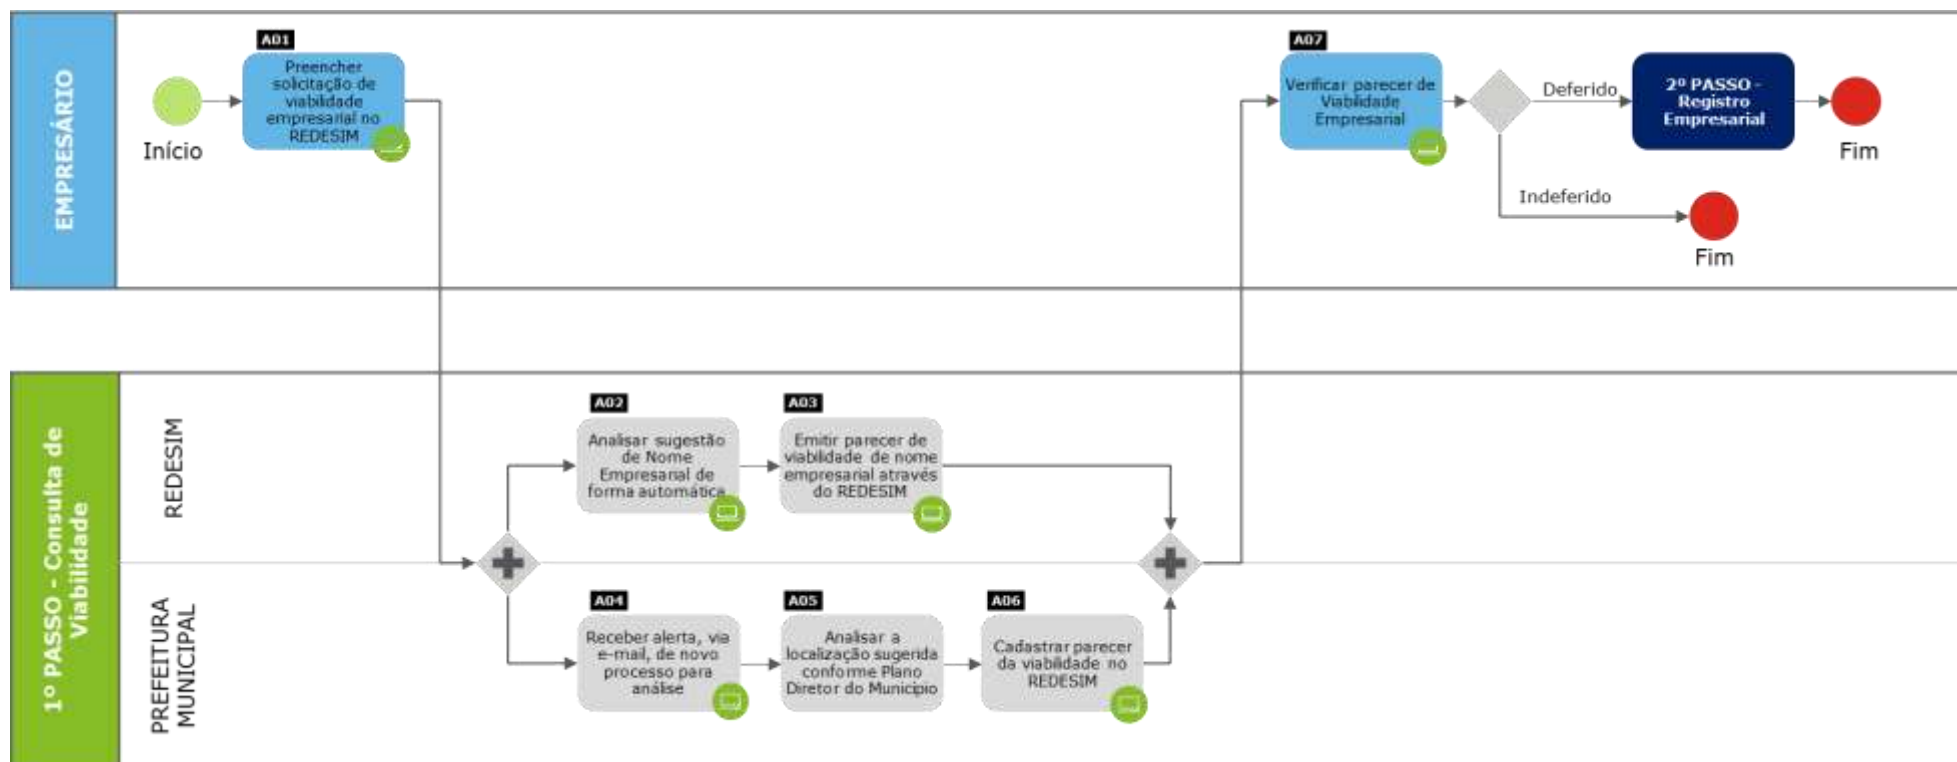 EMPRESÁRIO
Início
A01
Preencher
solicitação de
viabilidade
empresarial no
REDESIM
A07
Verificar parecer de
Viabilidade
Empresarial
Deferido
2º PASSO -
Registro
Empresarial
Fim
Indeferido
Fim
1º PASSO - Consulta de
Viabilidade
REDESIM
A02
Analisar sugestão
de Nome
Empresarial de
forma automática
A03
Emitir parecer de
viabilidade de nome
empresarial através
do REDESIM
PREFEITURA
MUNICIPAL
A04
Receber alerta, via
e-mail, de novo
processo para
análise
A05
Analisar a
localização sugerida
conforme Plano
Diretor do Município
A06
Cadastrar parecer
da viabilidade no
REDESIM